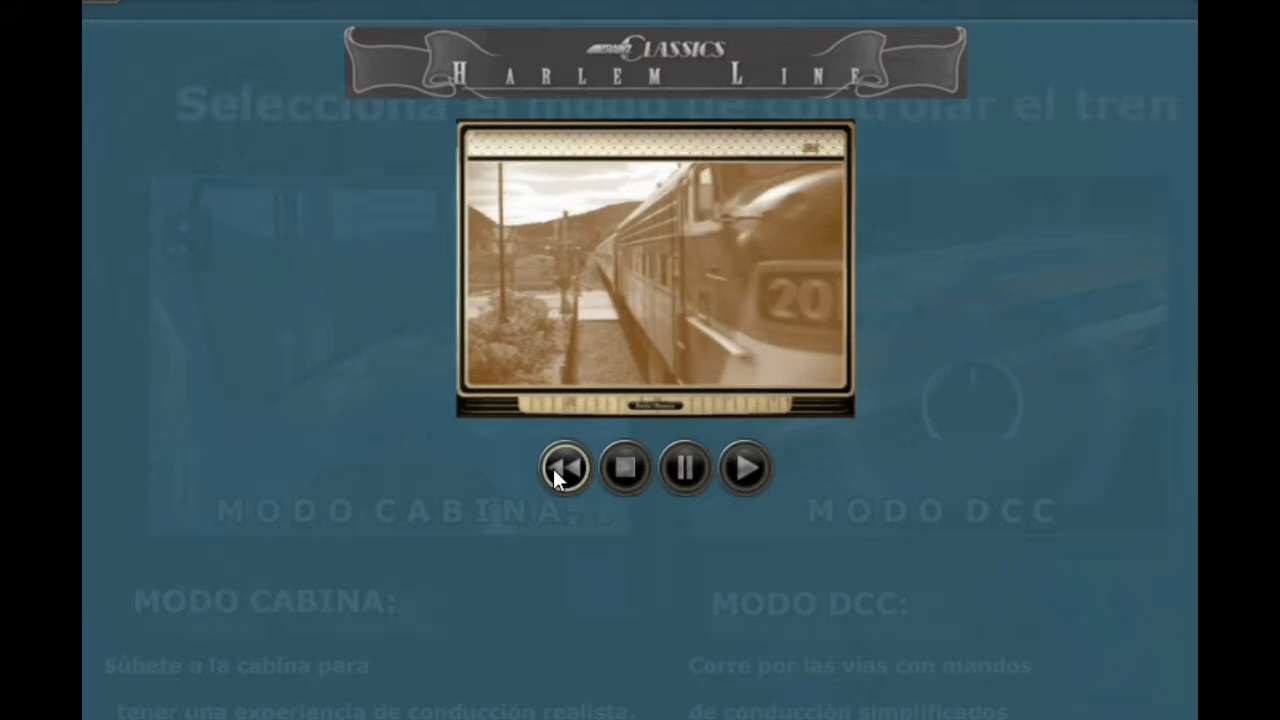 CLASSICS
HARLEM LINE
Selecciona el modo de controlar el tren
20
MODO CABINA
MODO DCC
MODO CABINA:
MODO DCC:
Súbete a la cabina para
Corre por las vías con mandos
tener una experiencia de conducción realista.
de conducción simplificados